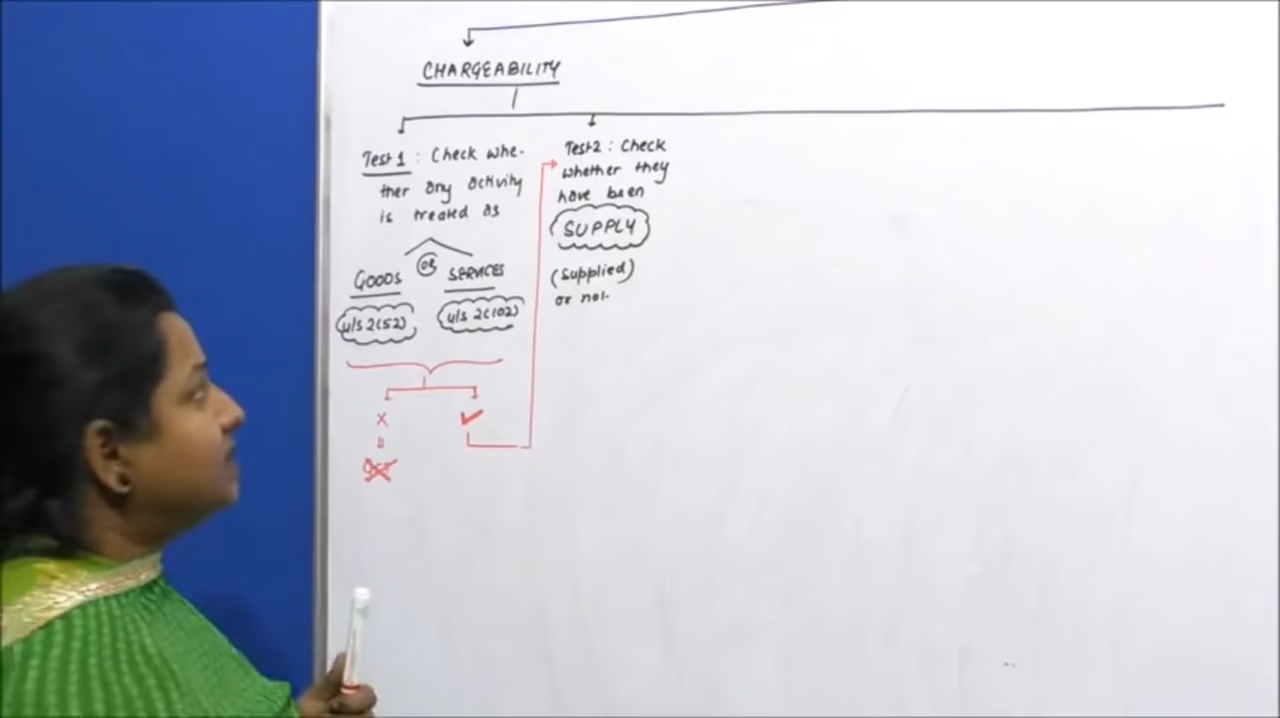 CHARGEABILITY
Test 1 : Check whe-
ther any activity
is treated as
GOODS OR SERVICES
u/s 2(52) u/s 2(102)
X ✓
GST
Test 2 : Check
whether they
have been
SUPPLY
(supplied)
or not.